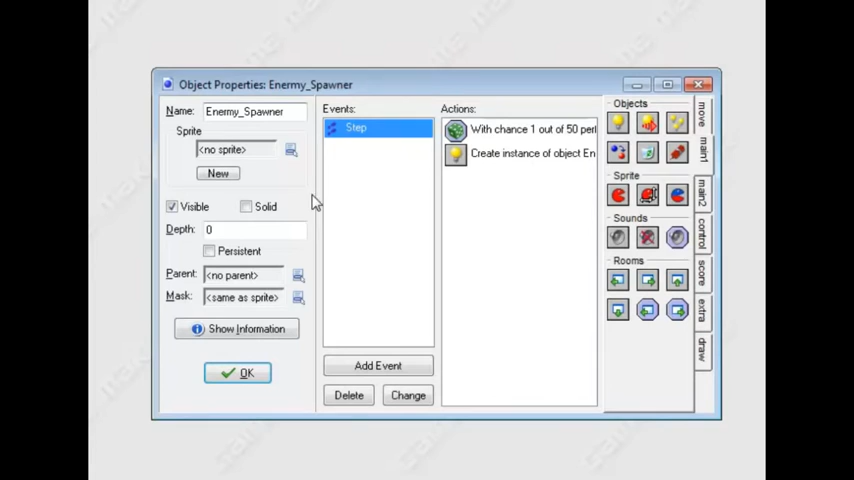 Object Properties: Enermy_Spawner
Name: Enermy_Spawner
Sprite
<no sprite>
New
Visible
Solid
Depth: 0
Persistent
Parent: <no parent>
Mask: <same as sprite>
Show Information
OK
Events:
Step
Add Event
Delete
Change
Actions:
With chance 1 out of 50 perl
Create instance of object En
Objects
Sprite
Sounds
Rooms
move
main1
main2
control
score
extra
draw